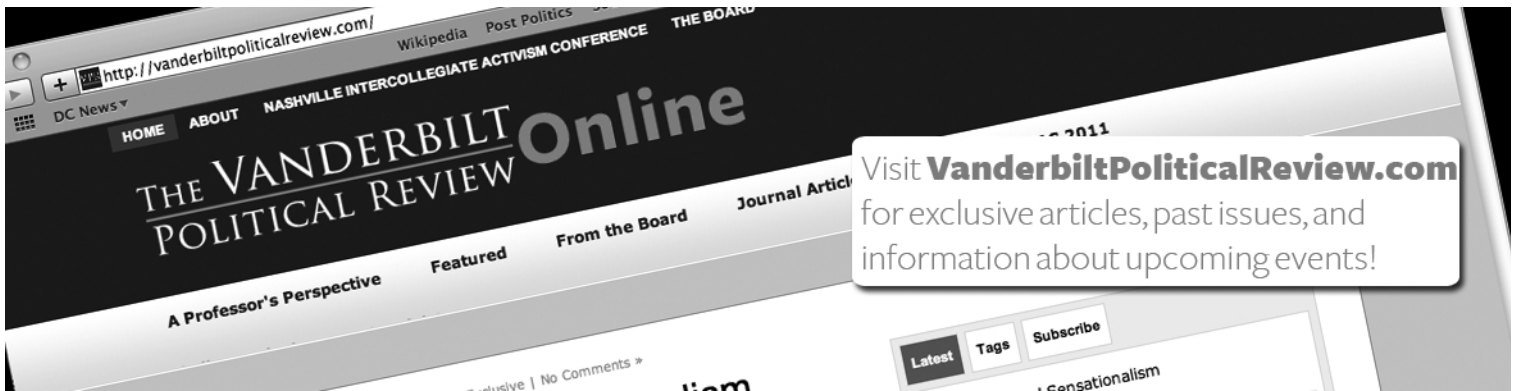 http://vanderbiltpoliticalreview.com/
Wikipedia Post Politics
DC News
HOME ABOUT NASHVILLE INTERCOLLEGIATE ACTIVISM CONFERENCE THE BOARD
THE VANDERBILT
POLITICAL REVIEW
Online
2011
A Professor's Perspective Featured From the Board Journal
Visit VanderbiltPoliticalReview.com
for exclusive articles, past issues, and
information about upcoming events!
| No Comments »
Latest Tags Subscribe
Sensationalism